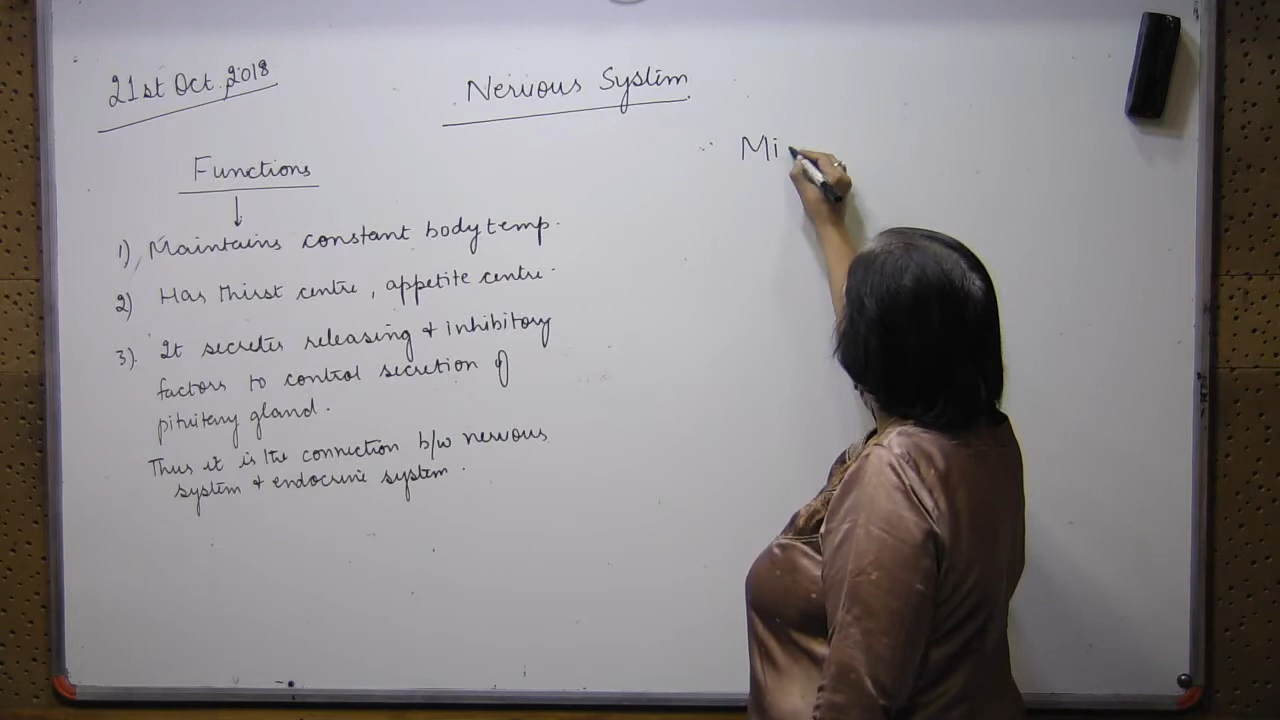 21st Oct, 2018
Nervous System
Functions
1) Maintains constant body temp.
2) Has thirst centre, appetite centre.
3). It secretes releasing & inhibitory
factors to control secretion of
pituitary gland.
Thus it is the connection b/w nervous
system & endocrine system.
Mi